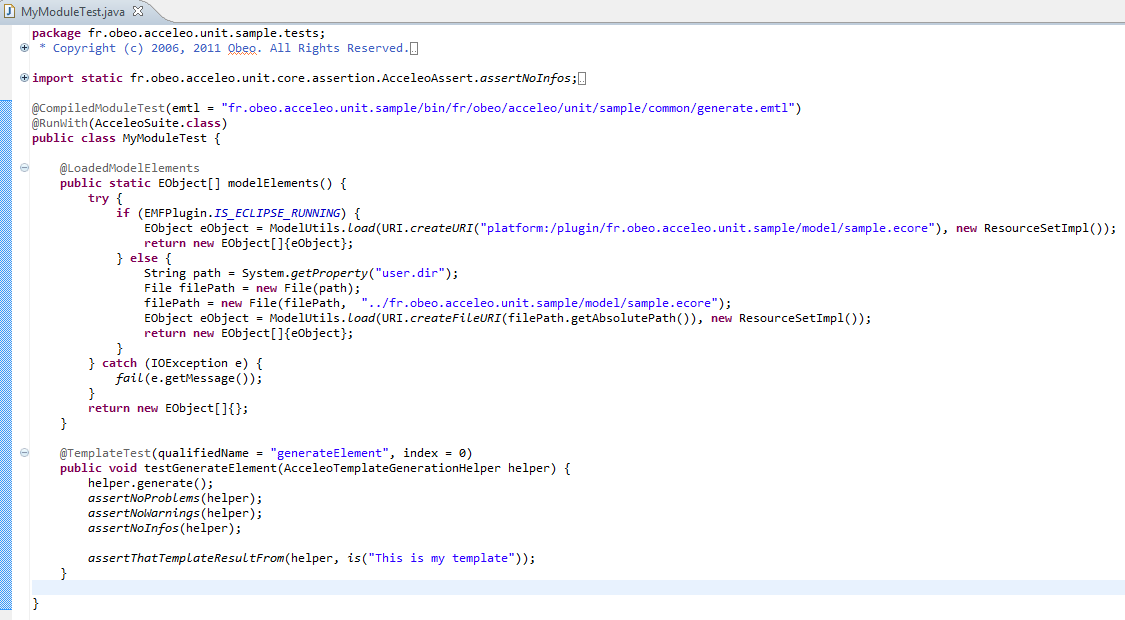 MyModuleTest.java
package fr.obeo.acceleo.unit.sample.tests;
 * Copyright (c) 2006, 2011 Obeo. All Rights Reserved.

import static fr.obeo.acceleo.unit.core.assertion.AcceleoAssert.assertNoInfos;

@CompiledModuleTest(emtl = "fr.obeo.acceleo.unit.sample/bin/fr/obeo/acceleo/unit/sample/common/generate.emtl")
@RunWith(AcceleoSuite.class)
public class MyModuleTest {

    @LoadedModelElements
    public static EObject[] modelElements() {
        try {
            if (EMFPlugin.IS_ECLIPSE_RUNNING) {
                EObject eObject = ModelUtils.load(URI.createURI("platform:/plugin/fr.obeo.acceleo.unit.sample/model/sample.ecore"), new ResourceSetImpl());
                return new EObject[]{eObject};
            } else {
                String path = System.getProperty("user.dir");
                File filePath = new File(path);
                filePath = new File(filePath,  "../fr.obeo.acceleo.unit.sample/model/sample.ecore");
                EObject eObject = ModelUtils.load(URI.createFileURI(filePath.getAbsolutePath()), new ResourceSetImpl());
                return new EObject[]{eObject};
            }
        } catch (IOException e) {
            fail(e.getMessage());
        }
        return new EObject[]{};
    }

    @TemplateTest(qualifiedName = "generateElement", index = 0)
    public void testGenerateElement(AcceleoTemplateGenerationHelper helper) {
        helper.generate();
        assertNoProblems(helper);
        assertNoWarnings(helper);
        assertNoInfos(helper);

        assertThatTemplateResultFrom(helper, is("This is my template"));
    }

}